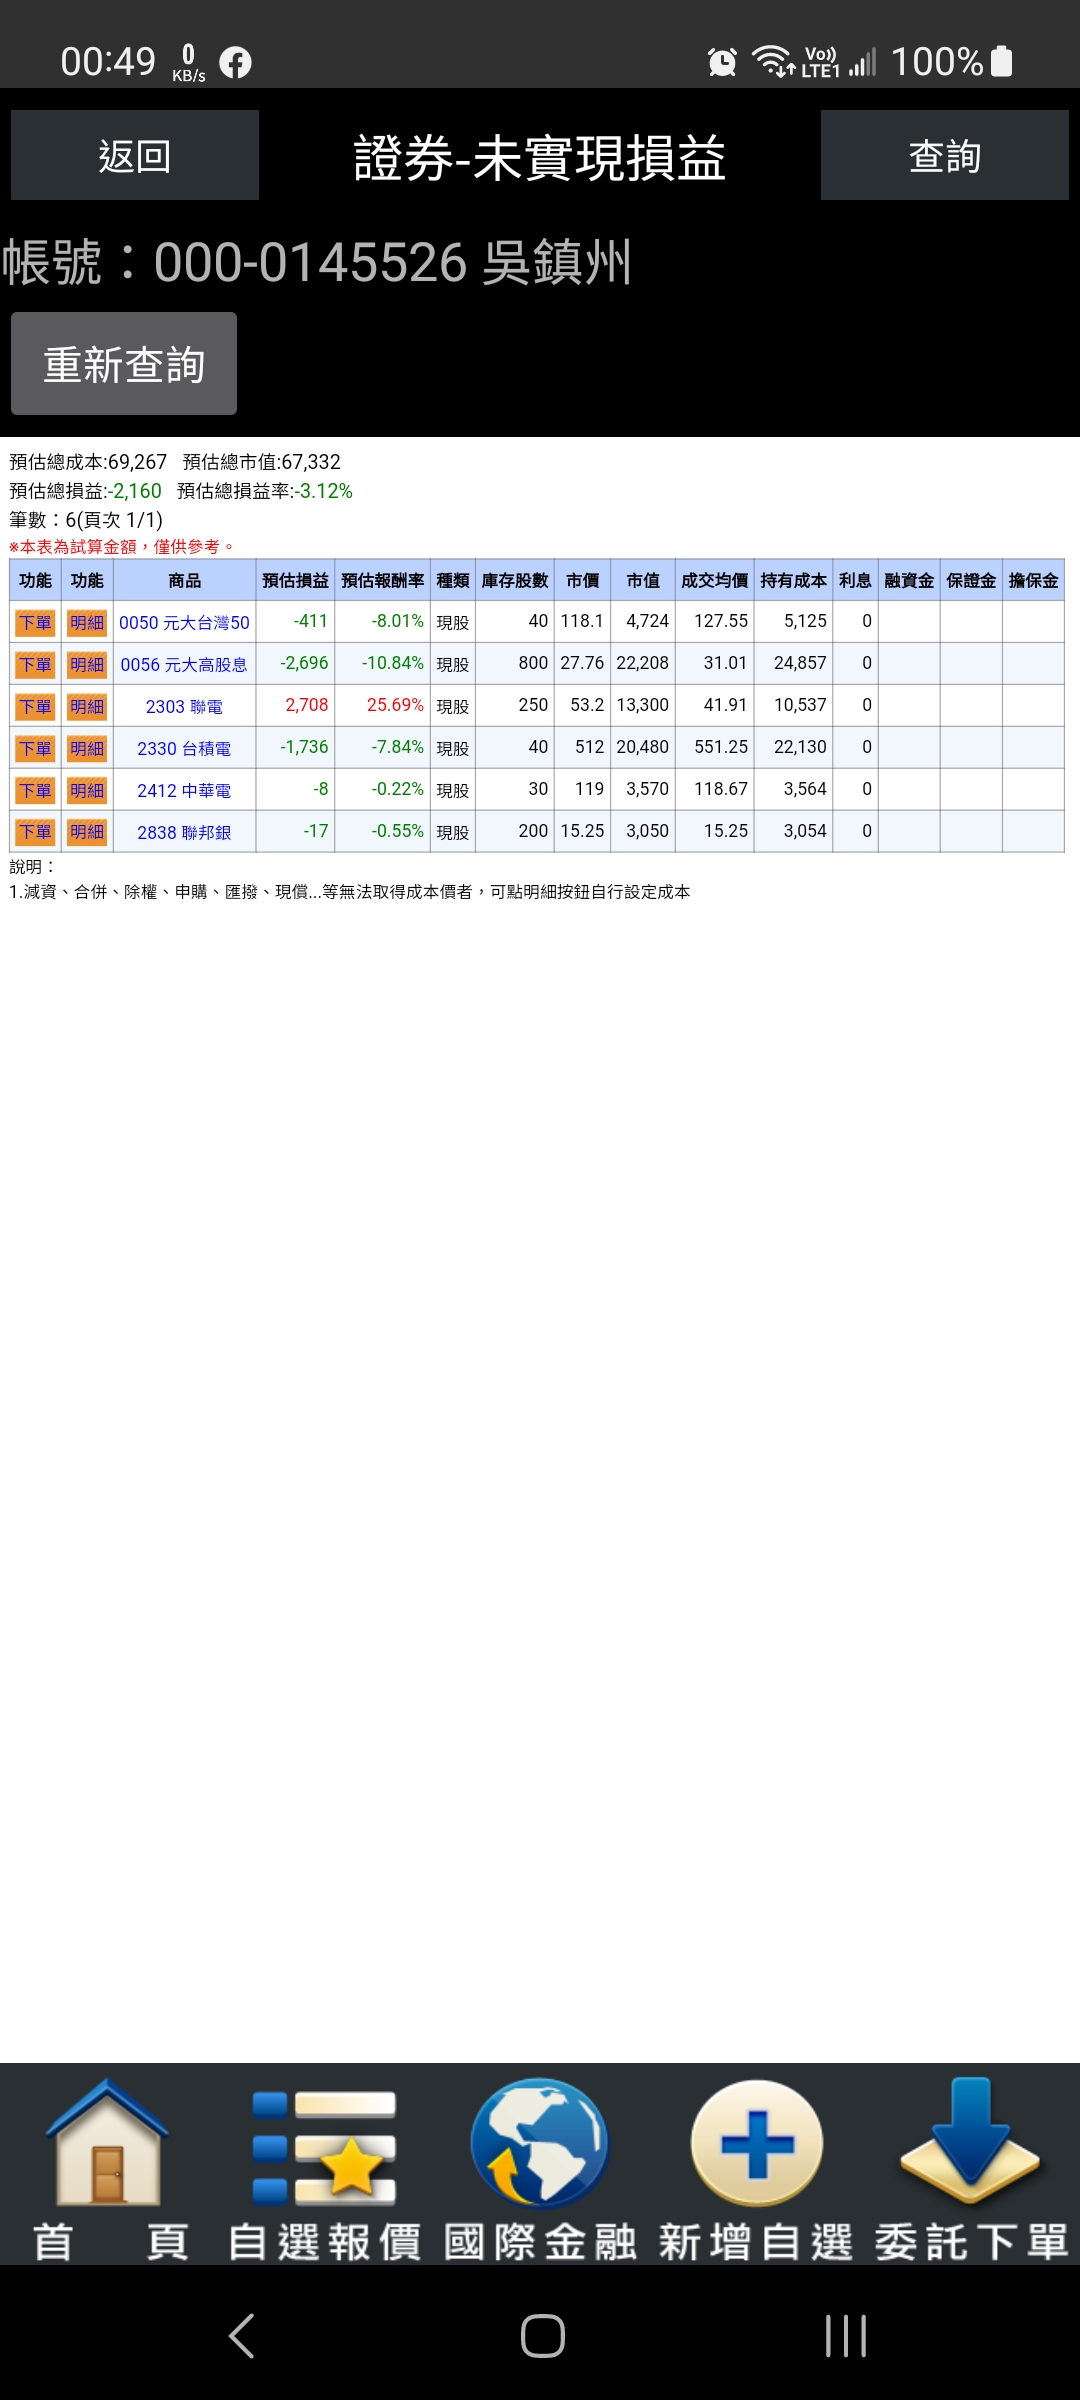 00:49 0 KB/s Vo)) LTE1 100%
返回 證券-未實現損益 查詢
帳號：000-0145526 吳鎮州
重新查詢
預估總成本:69,267 預估總市值:67,332
預估總損益:-2,160 預估總損益率:-3.12%
筆數：6(頁次 1/1)
※本表為試算金額，僅供參考。
功能 功能 商品 預估損益 預估報酬率 種類 庫存股數 市價 市值 成交均價 持有成本 利息 融資金 保證金 擔保金
下單 明細 0050 元大台灣50 -411 -8.01% 現股 40 118.1 4,724 127.55 5,125 0
下單 明細 0056 元大高股息 -2,696 -10.84% 現股 800 27.76 22,208 31.01 24,857 0
下單 明細 2303 聯電 2,708 25.69% 現股 250 53.2 13,300 41.91 10,537 0
下單 明細 2330 台積電 -1,736 -7.84% 現股 40 512 20,480 551.25 22,130 0
下單 明細 2412 中華電 -8 -0.22% 現股 30 119 3,570 118.67 3,564 0
下單 明細 2838 聯邦銀 -17 -0.55% 現股 200 15.25 3,050 15.25 3,054 0
說明：
1.減資、合併、除權、申購、匯撥、現償...等無法取得成本價者，可點明細按鈕自行設定成本
首 頁 自選報價 國際金融 新增自選 委託下單